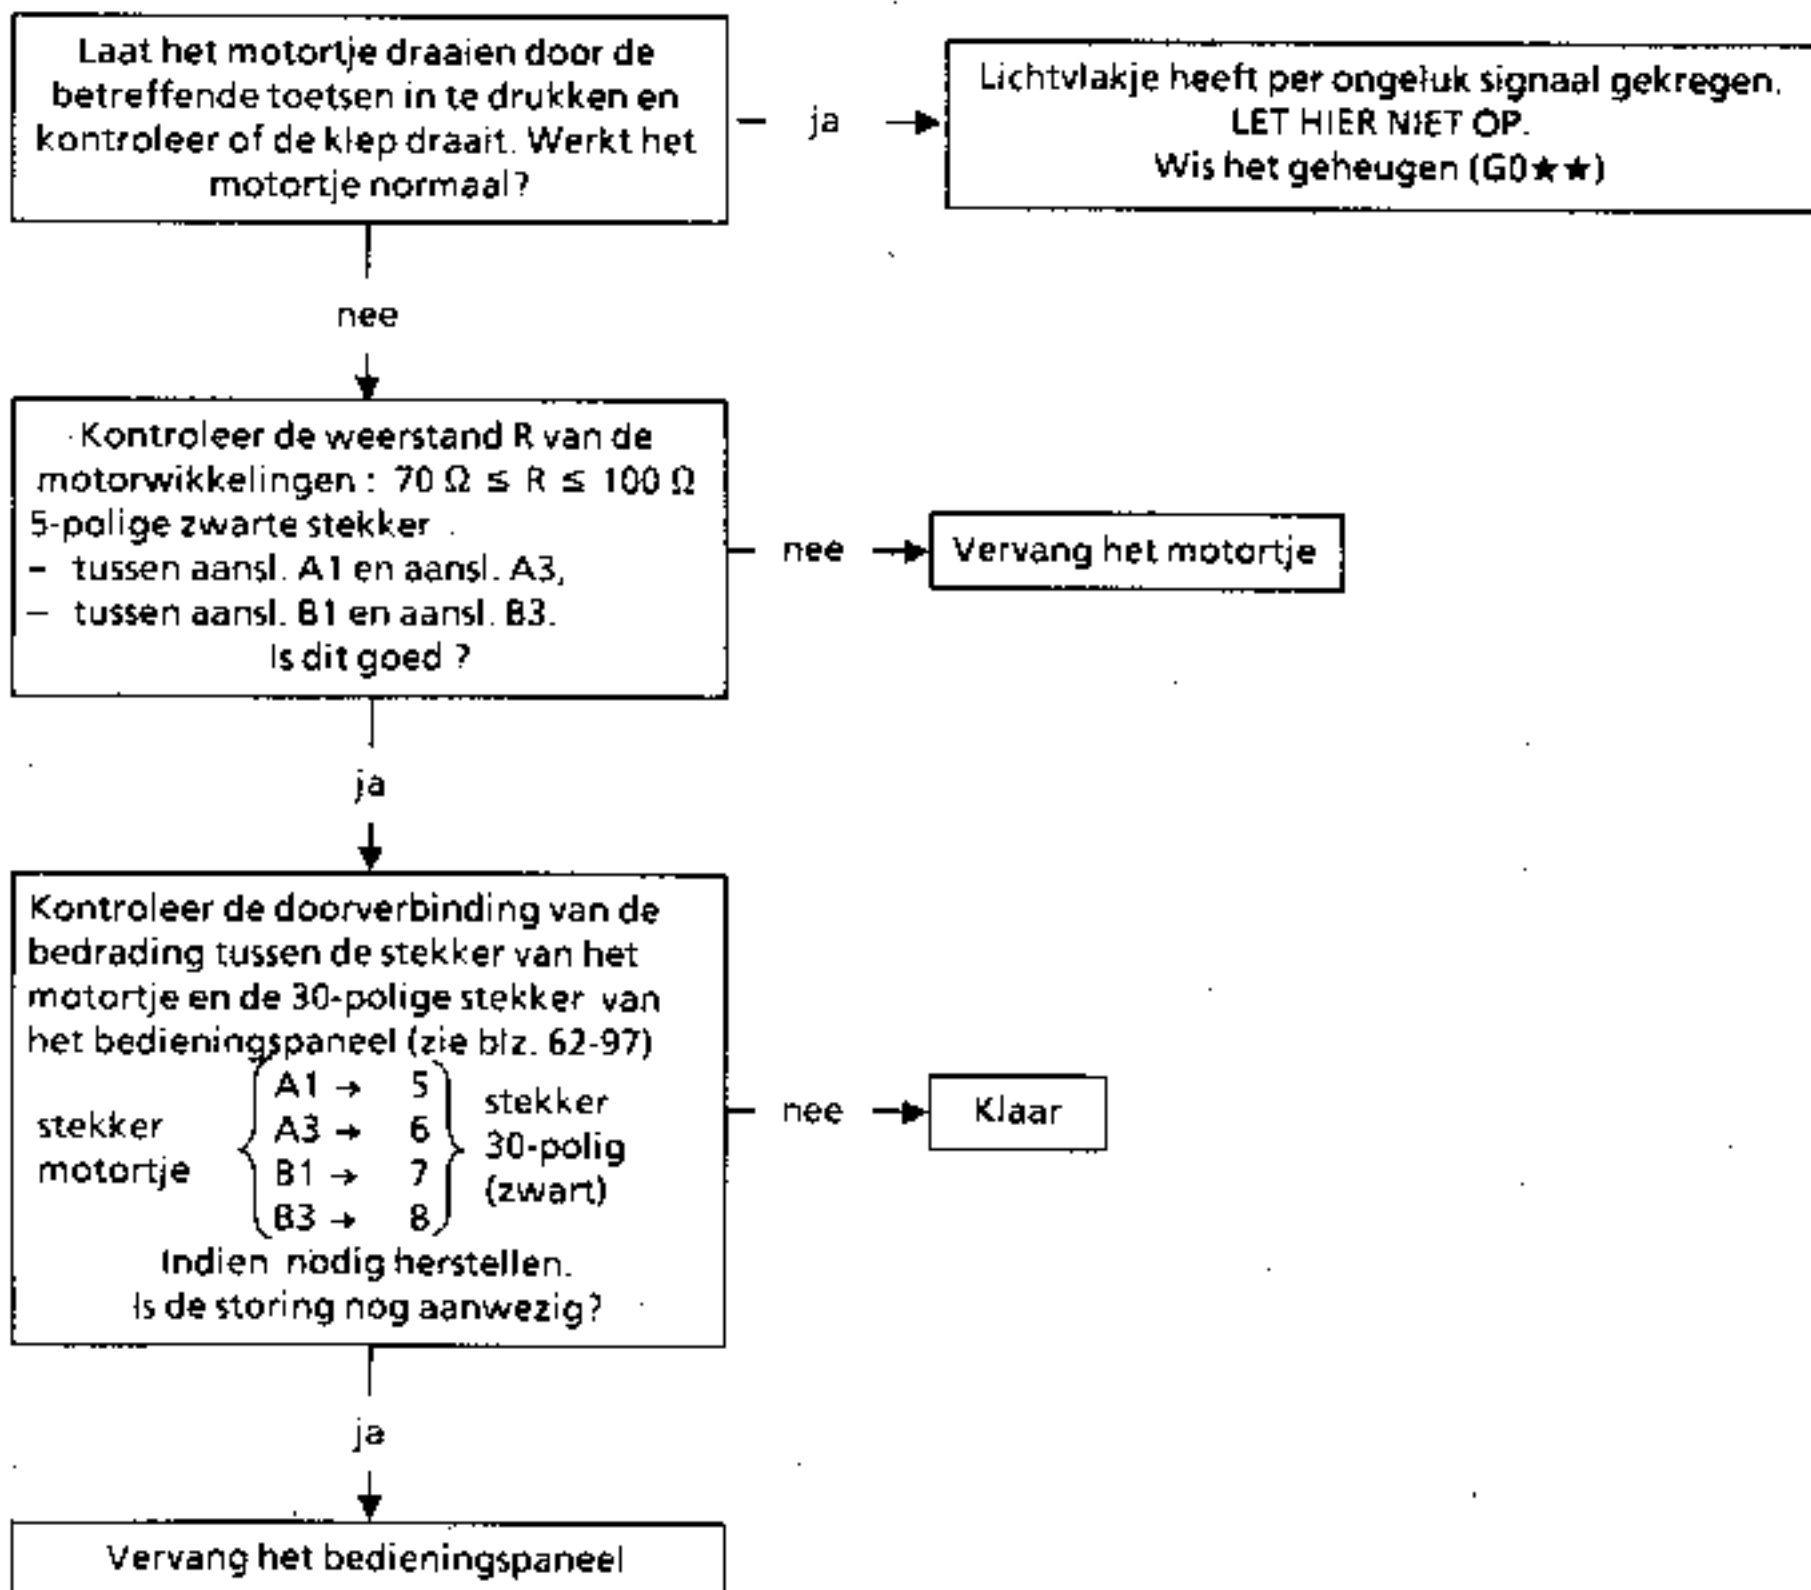 Laat het motortje draaien door de
betreffende toetsen in te drukken en
kontroleer of de klep draait. Werkt het
motortje normaal?
ja
Lichtvlakje heeft per ongeluk signaal gekregen.
LET HIER NIET OP.
Wis het geheugen (G0★★)
nee
Kontroleer de weerstand R van de
motorwikkelingen : 70 Ω ≤ R ≤ 100 Ω
5-polige zwarte stekker
- tussen aansl. A1 en aansl. A3,
- tussen aansl. B1 en aansl. B3.
Is dit goed ?
nee
Vervang het motortje
ja
Kontroleer de doorverbinding van de
bedrading tussen de stekker van het
motortje en de 30-polige stekker van
het bedieningspaneel (zie blz. 62-97)
stekker
motortje
A1 → 5
A3 → 6
B1 → 7
B3 → 8
stekker
30-polig
(zwart)
Indien nodig herstellen.
Is de storing nog aanwezig?
nee
Klaar
ja
Vervang het bedieningspaneel